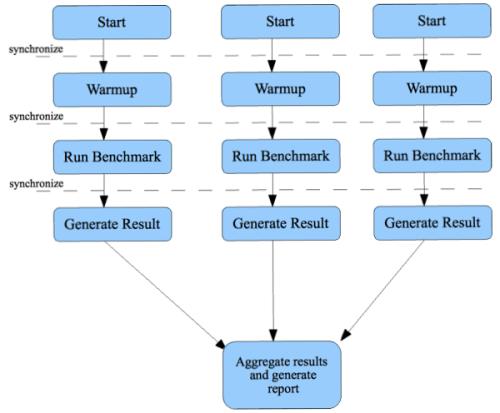 Start
Start
Start
synchronize
Warmup
Warmup
Warmup
synchronize
Run Benchmark
Run Benchmark
Run Benchmark
synchronize
Generate Result
Generate Result
Generate Result
Aggregate results
and generate
report